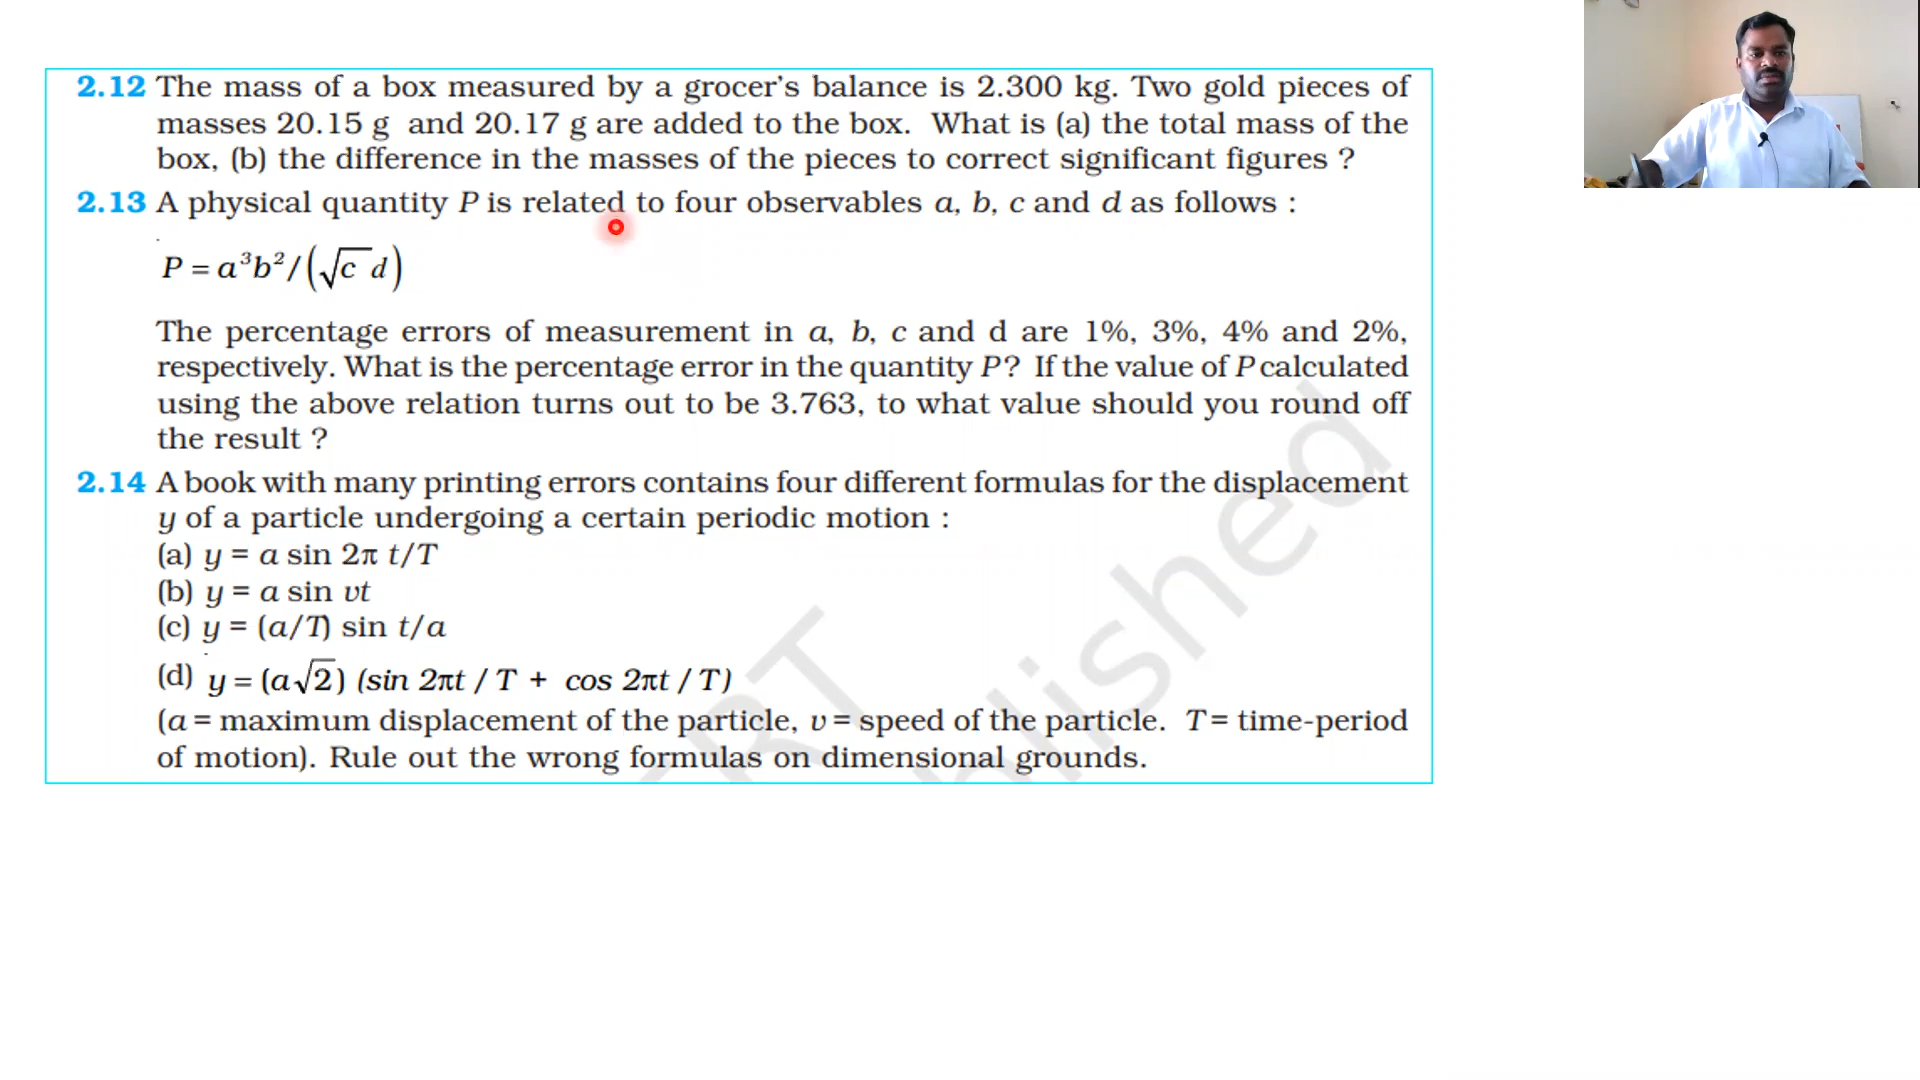 2.12 The mass of a box measured by a grocer's balance is 2.300 kg. Two gold pieces of
masses 20.15 g and 20.17 g are added to the box. What is (a) the total mass of the
box, (b) the difference in the masses of the pieces to correct significant figures ?
2.13 A physical quantity P is related to four observables a, b, c and d as follows :
P = a³b²/(√c d)
The percentage errors of measurement in a, b, c and d are 1%, 3%, 4% and 2%,
respectively. What is the percentage error in the quantity P? If the value of P calculated
using the above relation turns out to be 3.763, to what value should you round off
the result ?
2.14 A book with many printing errors contains four different formulas for the displacement
y of a particle undergoing a certain periodic motion :
(a) y = a sin 2π t/T
(b) y = a sin vt
(c) y = (a/T) sin t/a
(d) y = (a√2) (sin 2πt / T + cos 2πt / T)
(a = maximum displacement of the particle, v = speed of the particle. T = time-period
of motion). Rule out the wrong formulas on dimensional grounds.